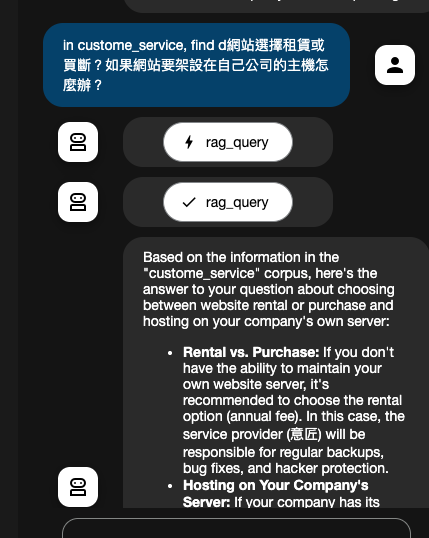 in custome_service, find d網站選擇租賃或
買斷？如果網站要架設在自己公司的主機怎
麼辦？
rag_query
rag_query
Based on the information in the
"custome_service" corpus, here's the
answer to your question about choosing
between website rental or purchase and
hosting on your company's own server:
• Rental vs. Purchase: If you don't
have the ability to maintain your
own website server, it's
recommended to choose the rental
option (annual fee). In this case, the
service provider (意匠) will be
responsible for regular backups,
bug fixes, and hacker protection.
• Hosting on Your Company's
Server: If your company has its